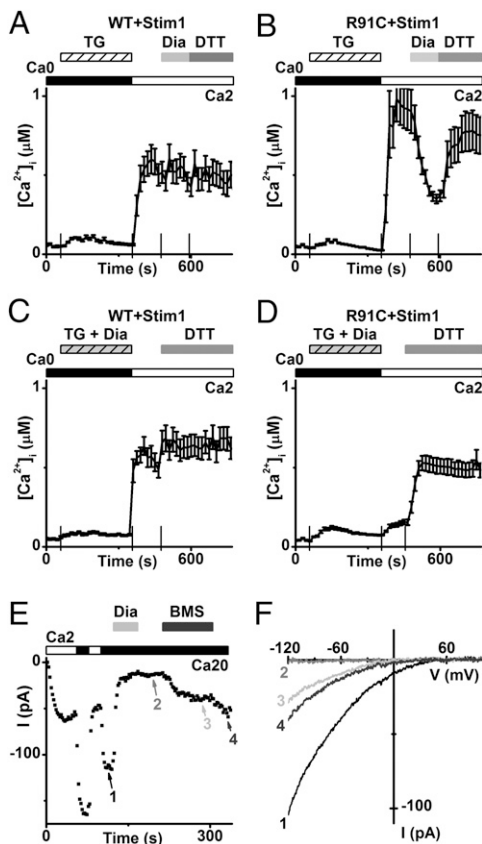 A
WT+Stim1
TG
Dia
DTT
Ca0
Ca2
1
[Ca2+]i (µM)
0
0
Time (s)
600
B
R91C+Stim1
TG
Dia
DTT
Ca0
Ca2
1
[Ca2+]i (µM)
0
0
Time (s)
600
C
WT+Stim1
TG + Dia
DTT
Ca0
Ca2
1
[Ca2+]i (µM)
0
0
Time (s)
600
D
R91C+Stim1
TG + Dia
DTT
Ca0
Ca2
1
[Ca2+]i (µM)
0
0
Time (s)
600
E
Dia
BMS
Ca2
Ca20
0
-100
I (pA)
1
2
3
4
0
Time (s)
300
F
-120
-60
60
V (mV)
2
3
4
1
-100
I (pA)